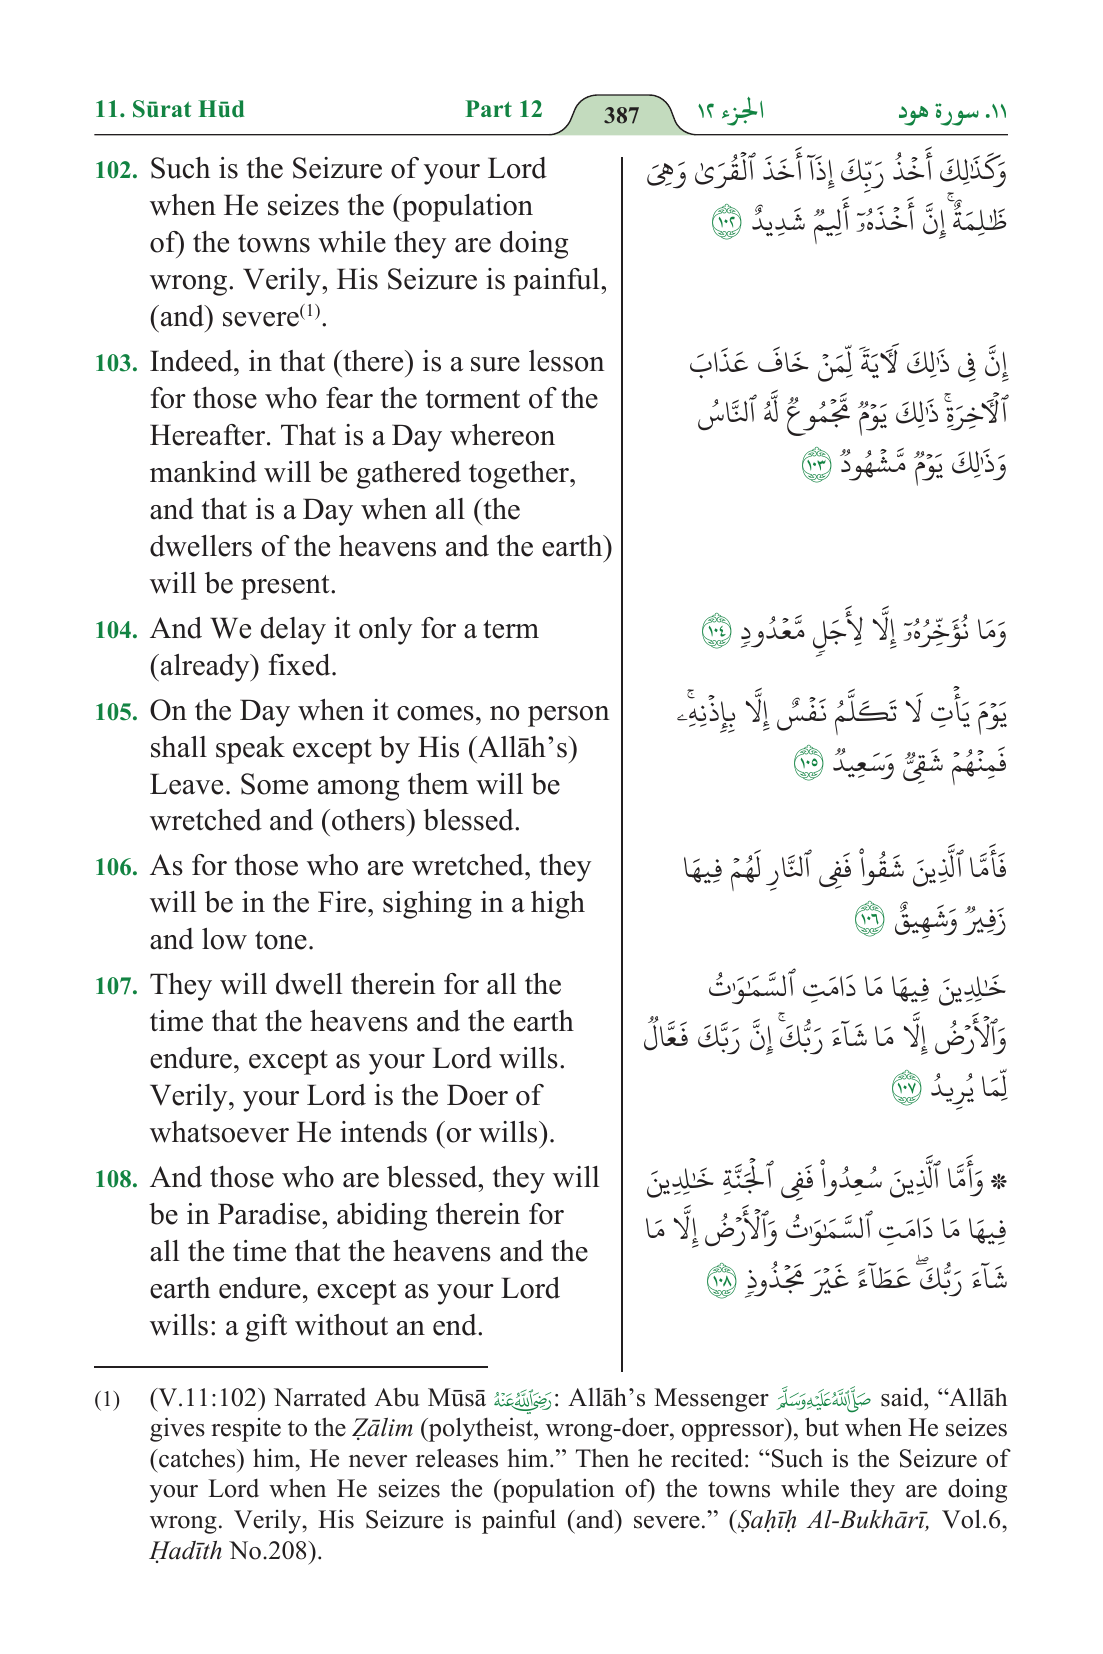 11. Sūrat Hūd
Part 12
387
الجزء ١٢
١١. سورة هود
102. Such is the Seizure of your Lord
when He seizes the (population
of) the towns while they are doing
wrong. Verily, His Seizure is painful,
(and) severe(1).
وَكَذَٰلِكَ أَخْذُ رَبِّكَ إِذَآ أَخَذَ ٱلْقُرَىٰ وَهِىَ
ظَـٰلِمَةٌ ۚ إِنَّ أَخْذَهُۥٓ أَلِيمٌ شَدِيدٌ ١٠٢
103. Indeed, in that (there) is a sure lesson
for those who fear the torment of the
Hereafter. That is a Day whereon
mankind will be gathered together,
and that is a Day when all (the
dwellers of the heavens and the earth)
will be present.
إِنَّ فِى ذَٰلِكَ لَـَٔايَةً لِّمَنْ خَافَ عَذَابَ
ٱلْـَٔاخِرَةِ ۚ ذَٰلِكَ يَوْمٌ مَّجْمُوعٌ لَّهُ ٱلنَّاسُ
وَذَٰلِكَ يَوْمٌ مَّشْهُودٌ ١٠٣
104. And We delay it only for a term
(already) fixed.
وَمَا نُؤَخِّرُهُۥٓ إِلَّا لِأَجَلٍ مَّعْدُودٍ ١٠٤
105. On the Day when it comes, no person
shall speak except by His (Allāh’s)
Leave. Some among them will be
wretched and (others) blessed.
يَوْمَ يَأْتِ لَا تَكَلَّمُ نَفْسٌ إِلَّا بِإِذْنِهِۦ ۚ
فَمِنْهُمْ شَقِىٌّ وَسَعِيدٌ ١٠٥
106. As for those who are wretched, they
will be in the Fire, sighing in a high
and low tone.
فَأَمَّا ٱلَّذِينَ شَقُوا۟ فَفِى ٱلنَّارِ لَهُمْ فِيهَا
زَفِيرٌ وَشَهِيقٌ ١٠٦
107. They will dwell therein for all the
time that the heavens and the earth
endure, except as your Lord wills.
Verily, your Lord is the Doer of
whatsoever He intends (or wills).
خَـٰلِدِينَ فِيهَا مَا دَامَتِ ٱلسَّمَـٰوَٰتُ
وَٱلْأَرْضُ إِلَّا مَا شَآءَ رَبُّكَ ۚ إِنَّ رَبَّكَ فَعَّالٌ
لِّمَا يُرِيدُ ١٠٧
108. And those who are blessed, they will
be in Paradise, abiding therein for
all the time that the heavens and the
earth endure, except as your Lord
wills: a gift without an end.
۞ وَأَمَّا ٱلَّذِينَ سُعِدُوا۟ فَفِى ٱلْجَنَّةِ خَـٰلِدِينَ
فِيهَا مَا دَامَتِ ٱلسَّمَـٰوَٰتُ وَٱلْأَرْضُ إِلَّا مَا
شَآءَ رَبُّكَ ۖ عَطَآءً غَيْرَ مَجْذُوذٍ ١٠٨
(1) (V.11:102) Narrated Abu Mūsā رضي الله عنه: Allāh’s Messenger صلى الله عليه وسلم said, “Allāh
gives respite to the Ẓālim (polytheist, wrong-doer, oppressor), but when He seizes
(catches) him, He never releases him.” Then he recited: “Such is the Seizure of
your Lord when He seizes the (population of) the towns while they are doing
wrong. Verily, His Seizure is painful (and) severe.” (Ṣaḥīḥ Al-Bukhārī, Vol.6,
Ḥadīth No.208).